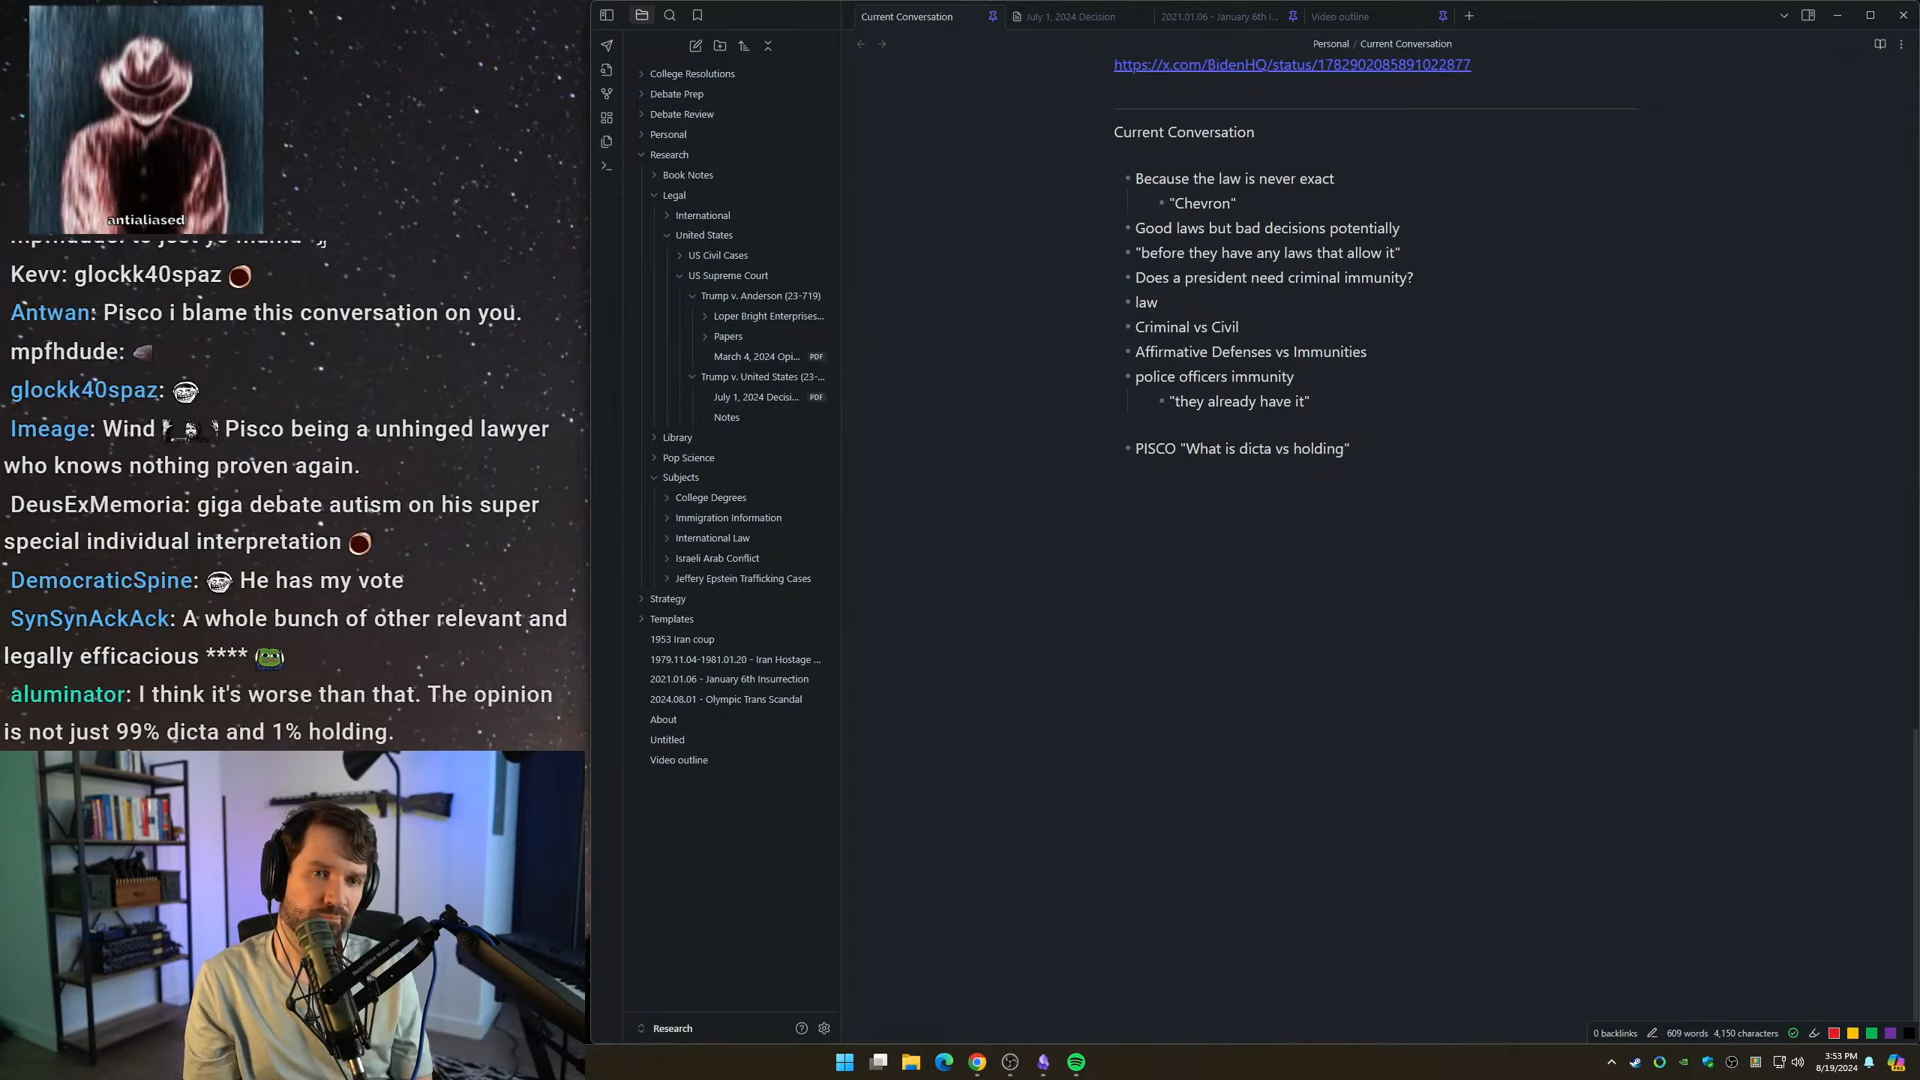 antialiased
Kevv: glockk40spaz
Antwan: Pisco i blame this conversation on you.
mpfhdude:
glockk40spaz:
Imeage: Wind Pisco being a unhinged lawyer
who knows nothing proven again.
DeusExMemoria: giga debate autism on his super
special individual interpretation
DemocraticSpine: He has my vote
SynSynAckAck: A whole bunch of other relevant and
legally efficacious ****
aluminator: I think it's worse than that. The opinion
is not just 99% dicta and 1% holding.
College Resolutions
Debate Prep
Debate Review
Personal
Research
Book Notes
Legal
International
United States
US Civil Cases
US Supreme Court
Trump v. Anderson (23-719)
Loper Bright Enterprises...
Papers
March 4, 2024 Opi... PDF
Trump v. United States (23-...
July 1, 2024 Decisi... PDF
Notes
Library
Pop Science
Subjects
College Degrees
Immigration Information
International Law
Israeli Arab Conflict
Jeffery Epstein Trafficking Cases
Strategy
Templates
1953 Iran coup
1979.11.04-1981.01.20 - Iran Hostage ...
2021.01.06 - January 6th Insurrection
2024.08.01 - Olympic Trans Scandal
About
Untitled
Video outline
Research
Current Conversation
July 1, 2024 Decision
2021.01.06 - January 6th I...
Video outline
Personal / Current Conversation
https://x.com/BidenHQ/status/1782902085891022877
Current Conversation
Because the law is never exact
"Chevron"
Good laws but bad decisions potentially
"before they have any laws that allow it"
Does a president need criminal immunity?
law
Criminal vs Civil
Affirmative Defenses vs Immunities
police officers immunity
"they already have it"
PISCO "What is dicta vs holding"
0 backlinks 609 words 4,150 characters
3:53 PM
8/19/2024